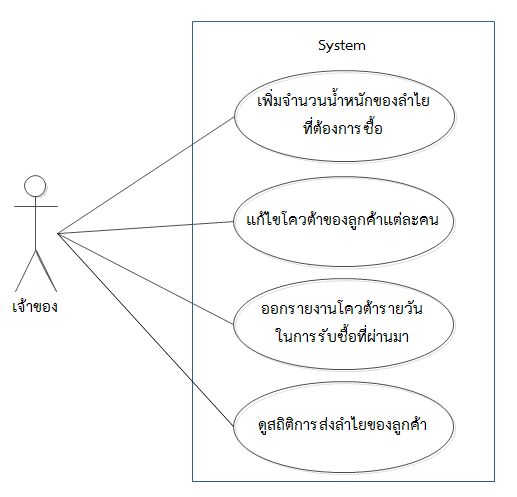 System
เพิ่มจำนวนน้ำหนักของลำไย
ที่ต้องการซื้อ
แก้ไขโควต้าของลูกค้าแต่ละคน
เจ้าของ
ออกรายงานโควต้ารายวัน
ในการรับซื้อที่ผ่านมา
ดูสถิติการส่งลำไยของลูกค้า